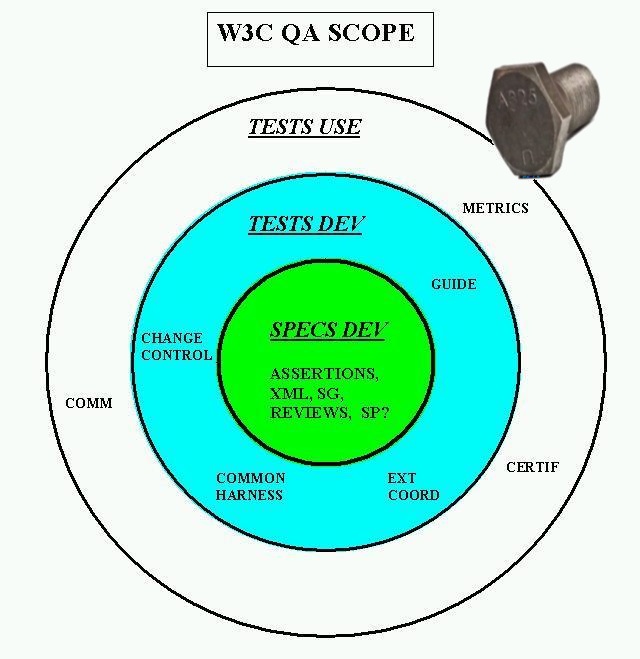 W3C QA SCOPE
A325
n
TESTS USE
METRICS
TESTS DEV
GUIDE
SPECS DEV
CHANGE
CONTROL
ASSERTIONS,
XML, SG,
REVIEWS, SP?
COMM
CERTIF
COMMON
HARNESS
EXT
COORD